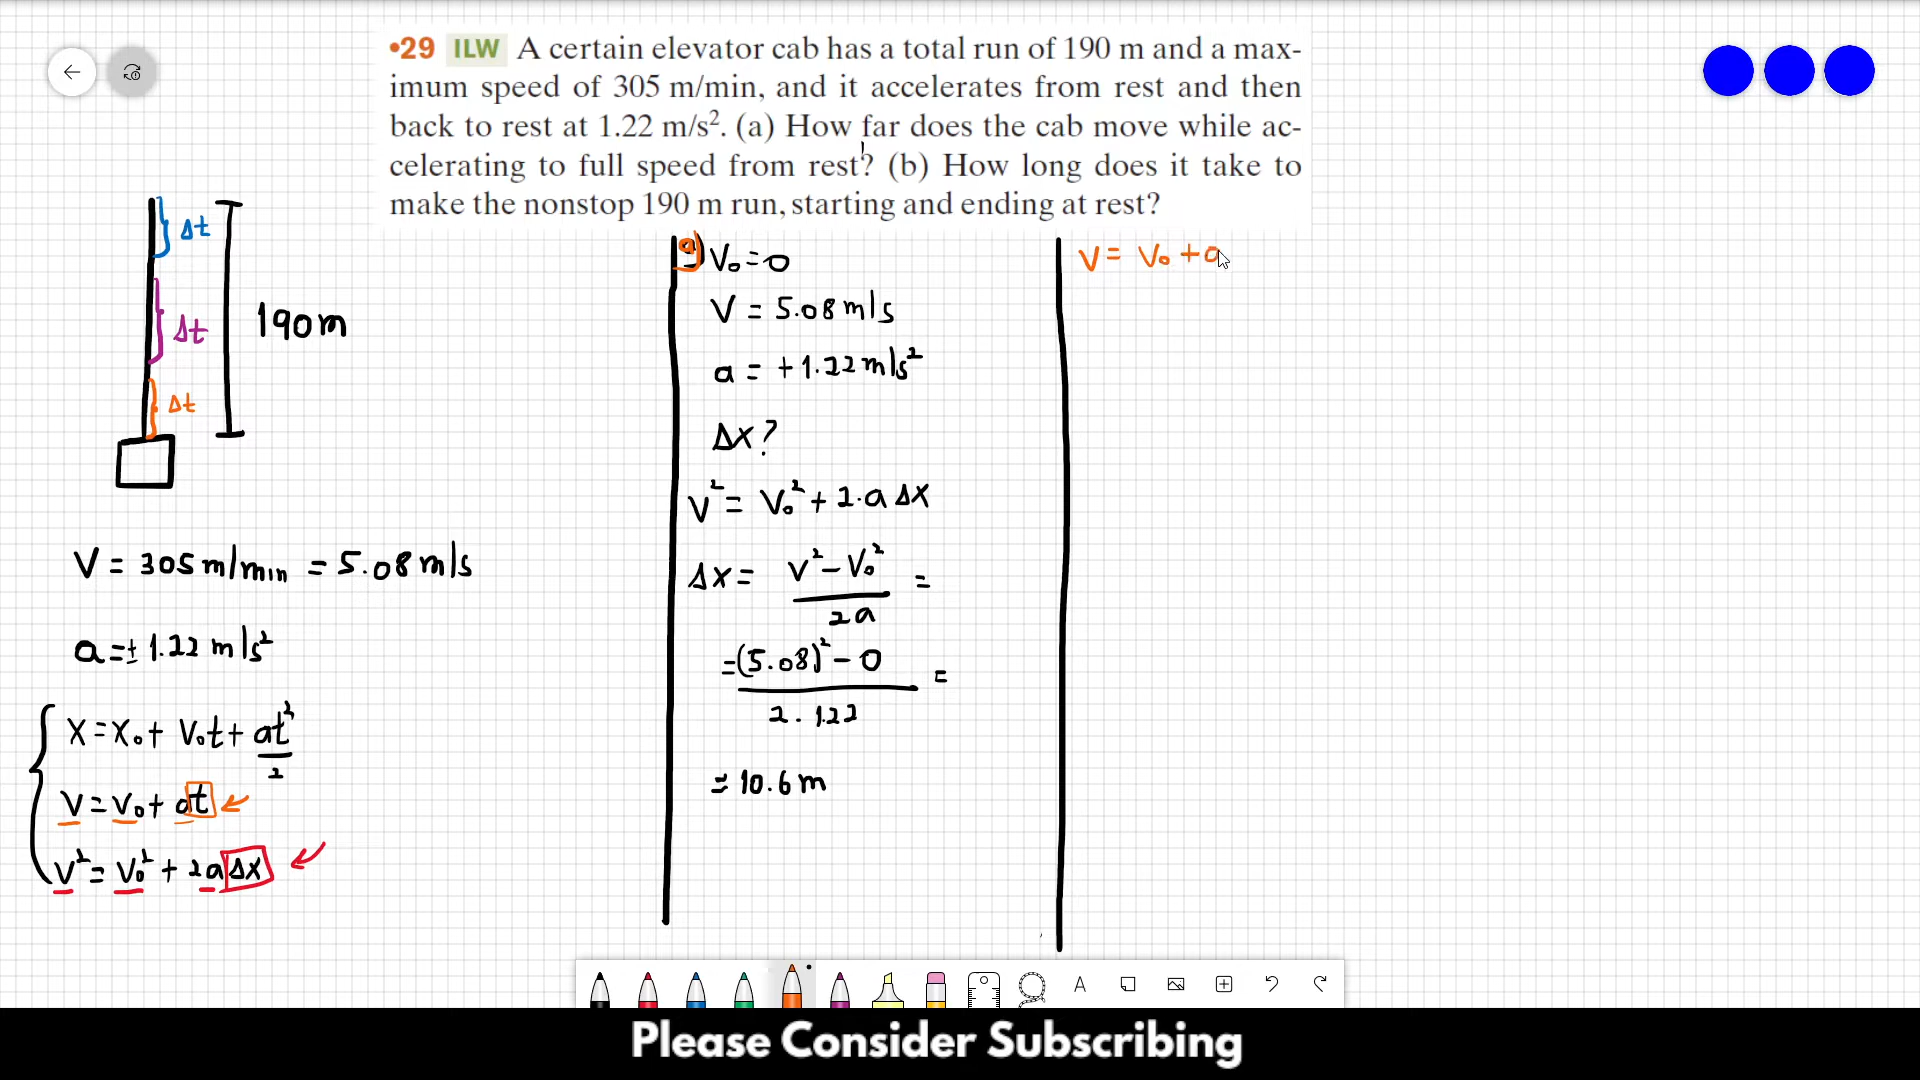 •29 ILW A certain elevator cab has a total run of 190 m and a max-
imum speed of 305 m/min, and it accelerates from rest and then
back to rest at 1.22 m/s². (a) How far does the cab move while ac-
celerating to full speed from rest? (b) How long does it take to
make the nonstop 190 m run, starting and ending at rest?
Δt
Δt
190m
Δt
V = 305 m/min = 5.08 m/s
a = ± 1.22 m/s²
x = x₀ + V₀t + at²/2
V = V₀ + at
V² = V₀² + 2aΔx
a) V₀ = 0
V = 5.08 m/s
a = +1.22 m/s²
Δx?
V² = V₀² + 2·a Δx
Δx = V² - V₀² / 2a =
= (5.08)² - 0 / 2 . 1.22 =
= 10.6 m
V = V₀ + a
A
Please Consider Subscribing